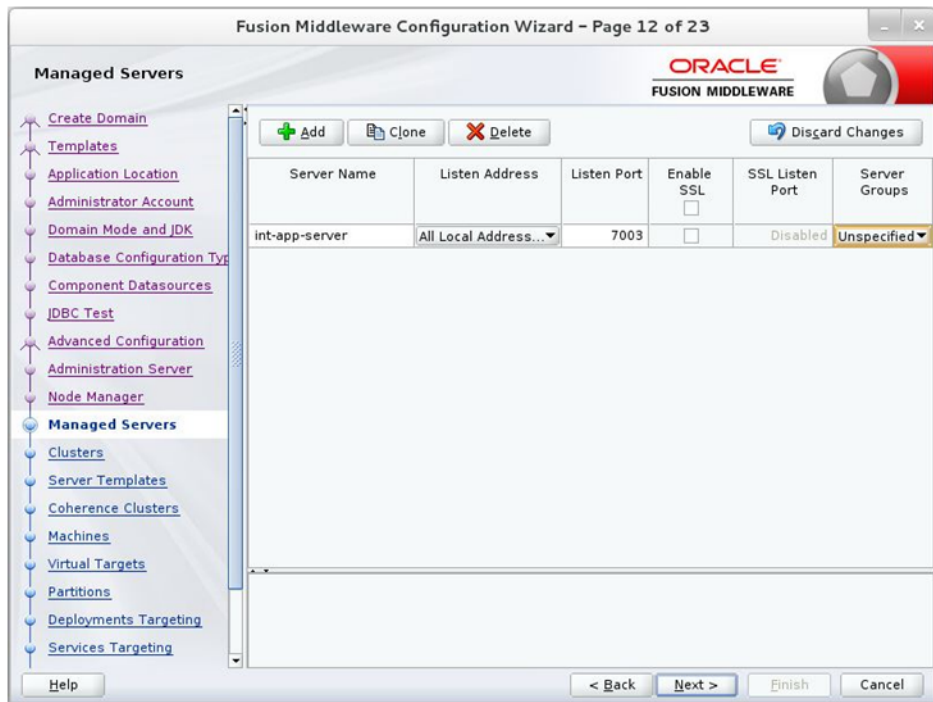 Fusion Middleware Configuration Wizard – Page 12 of 23
Managed Servers
ORACLE
FUSION MIDDLEWARE
Create Domain
Templates
Application Location
Administrator Account
Domain Mode and JDK
Database Configuration Typ
Component Datasources
JDBC Test
Advanced Configuration
Administration Server
Node Manager
Managed Servers
Clusters
Server Templates
Coherence Clusters
Machines
Virtual Targets
Partitions
Deployments Targeting
Services Targeting
Add Clone Delete Discard Changes
Server Name Listen Address Listen Port Enable SSL SSL Listen Port Server Groups
int-app-server All Local Address... 7003 Disabled Unspecified
Help < Back Next > Finish Cancel